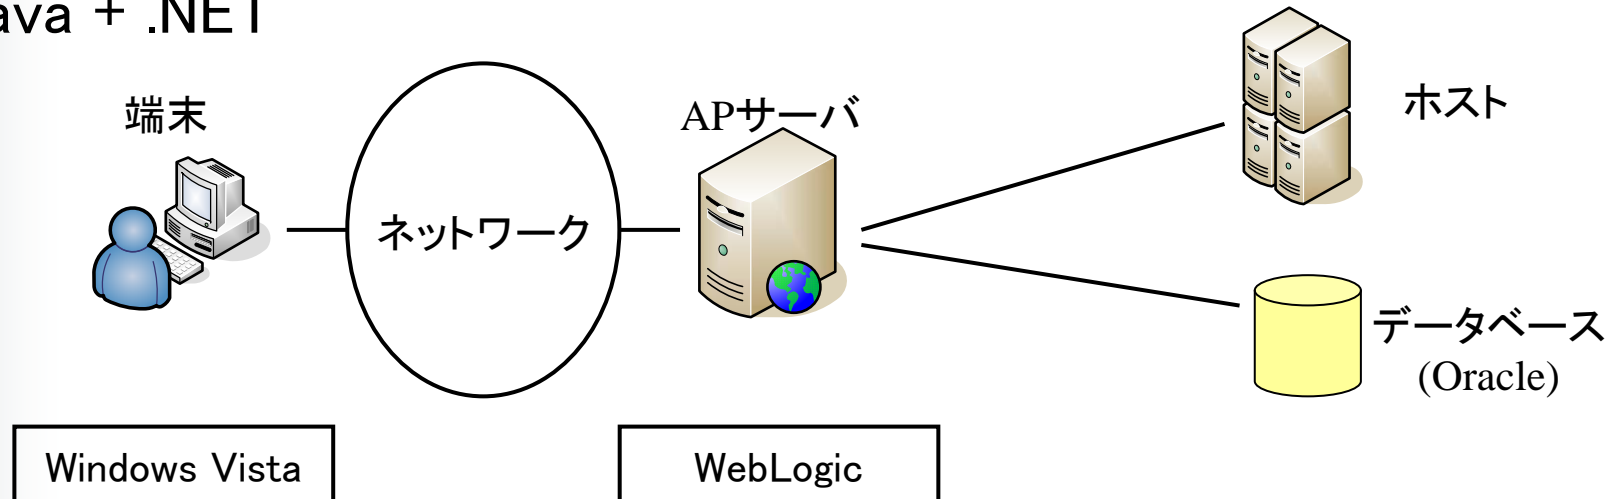 ava + .NET
端末
APサーバ
ホスト
ネットワーク
データベース
(Oracle)
Windows Vista
WebLogic